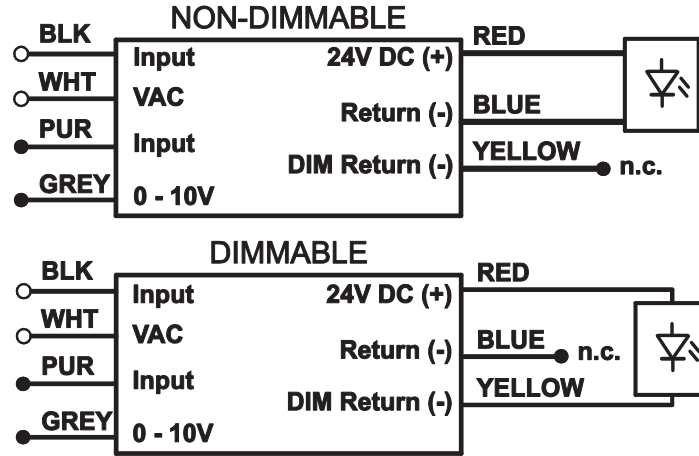 NON-DIMMABLE
BLK
Input
24V DC (+)
RED
WHT
VAC
Return (-)
BLUE
PUR
Input
DIM Return (-)
YELLOW
n.c.
GREY
0 - 10V
DIMMABLE
BLK
Input
24V DC (+)
RED
WHT
VAC
Return (-)
BLUE
n.c.
PUR
Input
DIM Return (-)
YELLOW
GREY
0 - 10V